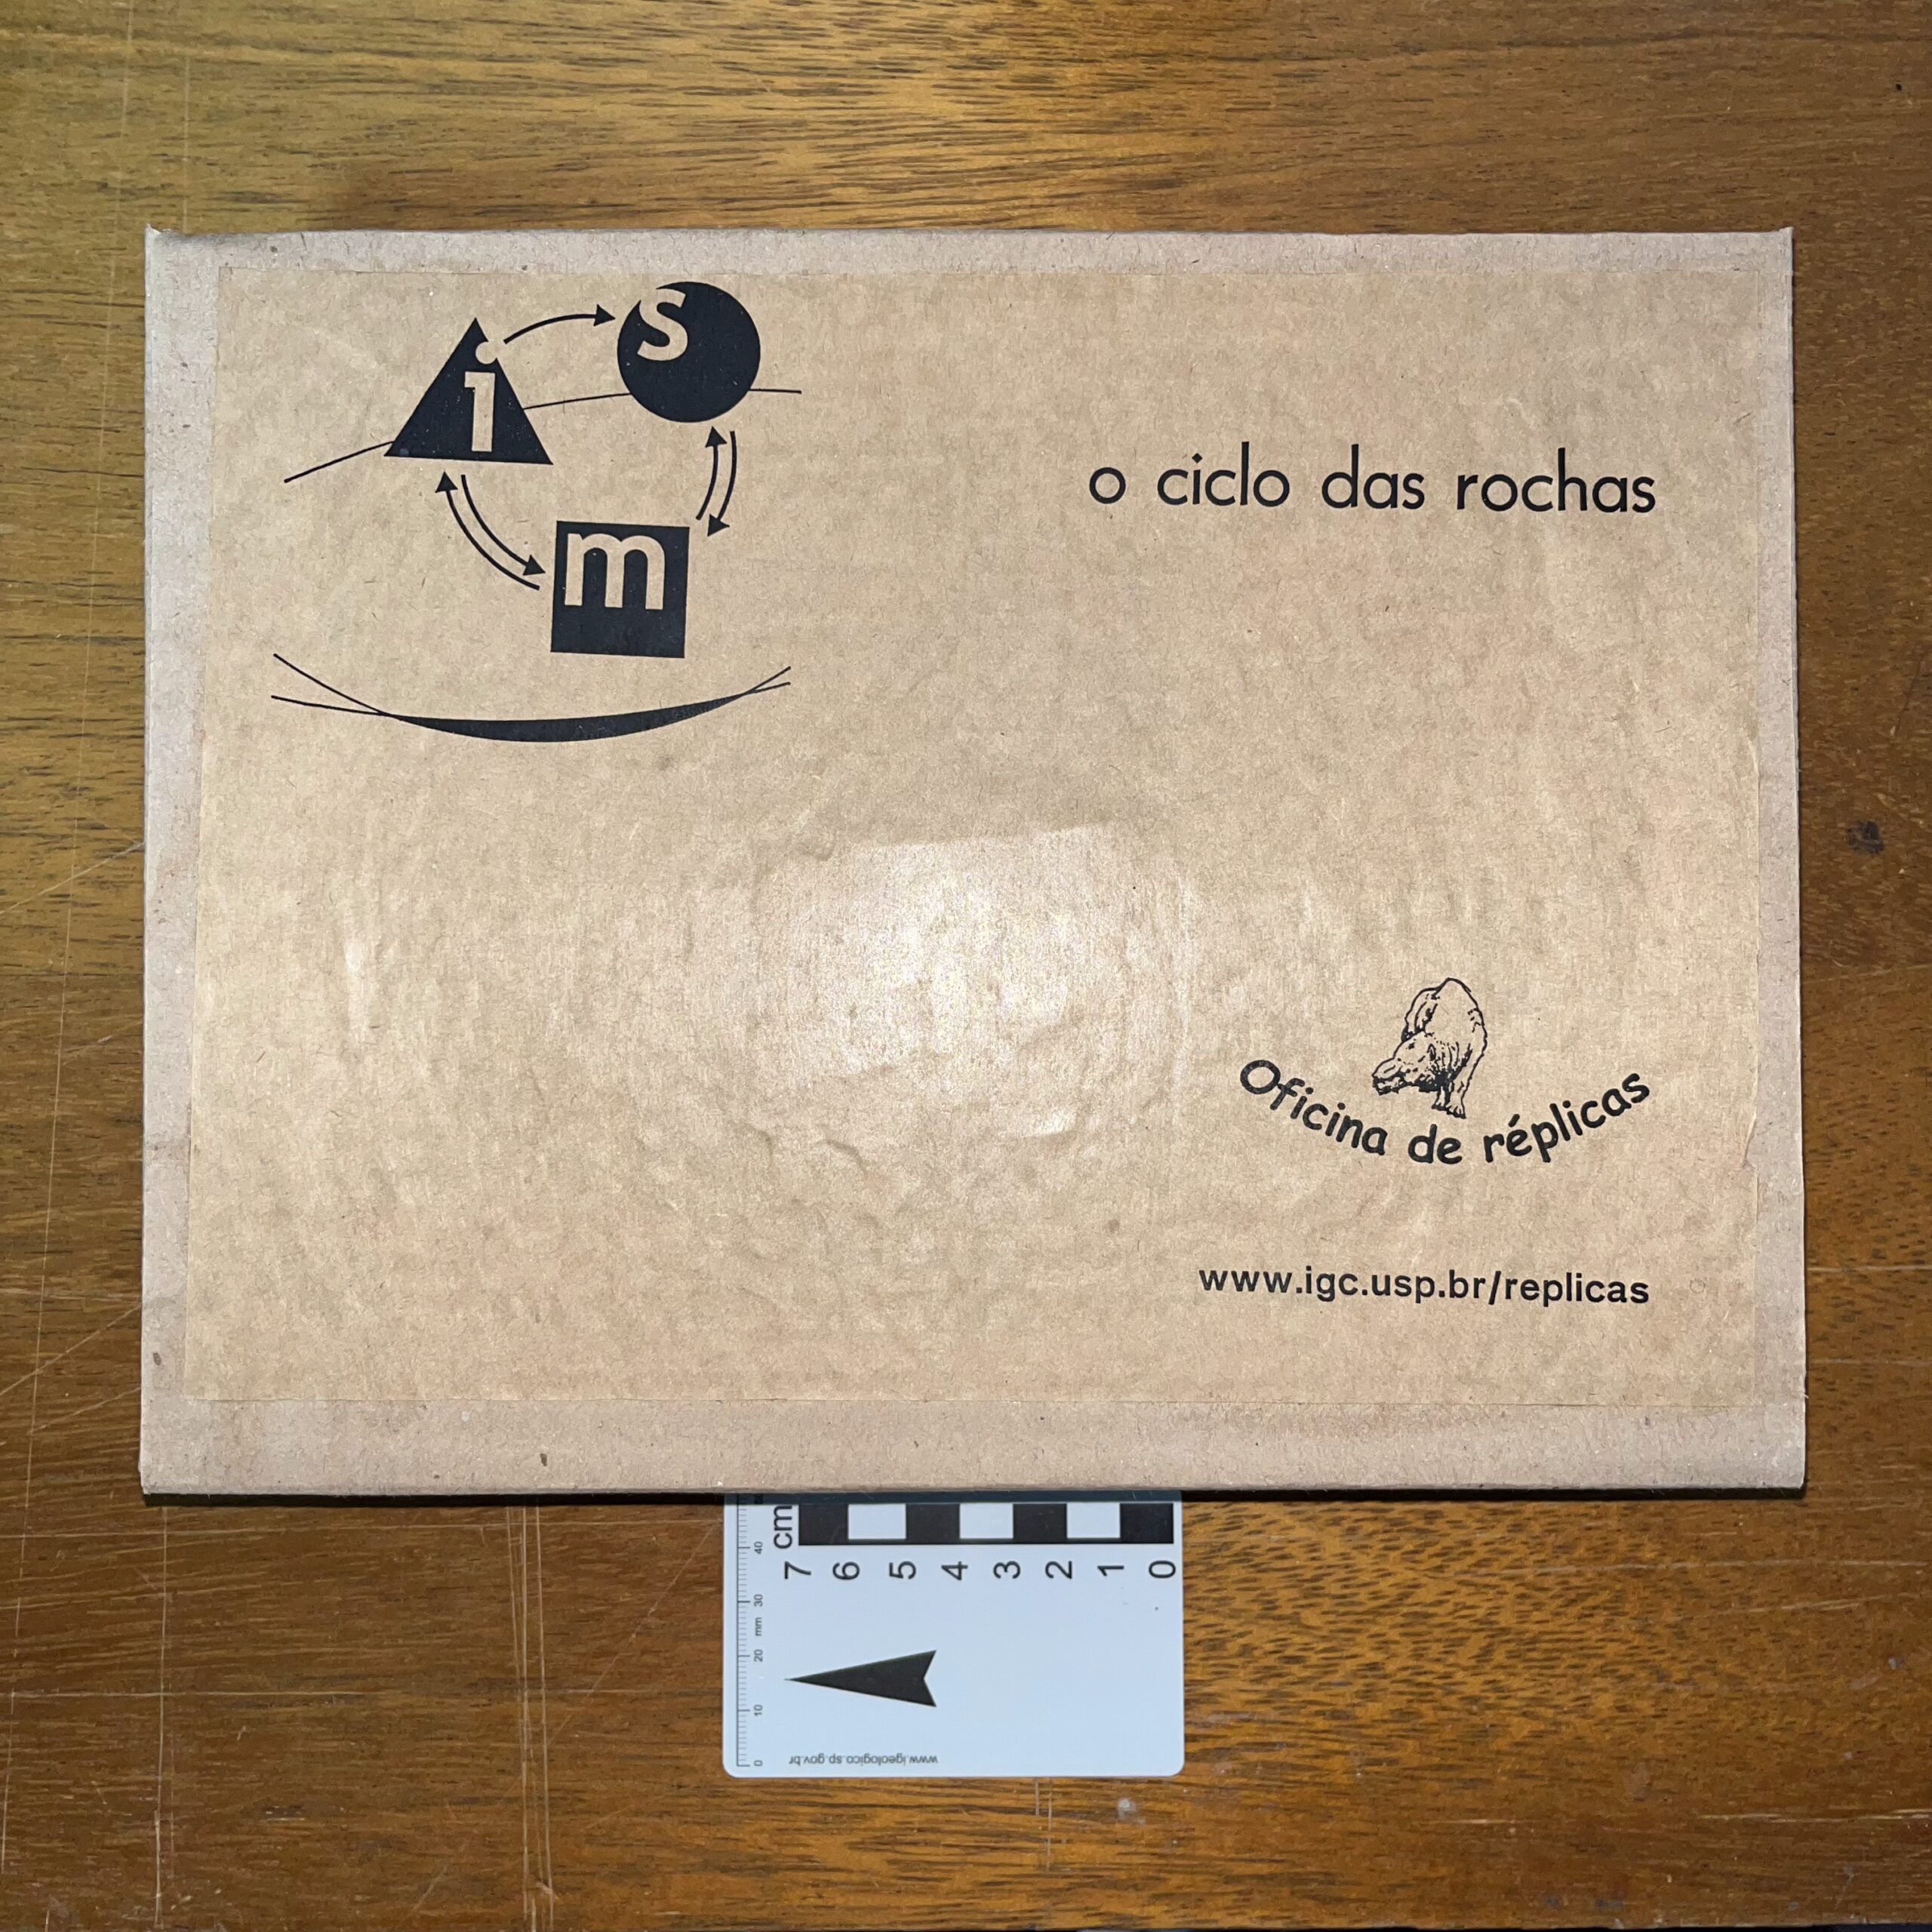 i
s
m
o ciclo das rochas
Oficina de réplicas
www.igc.usp.br/replicas
cm
7 6 5 4 3 2 1 0
0 10 20 mm 30 40
www.igeologico.sp.gov.br